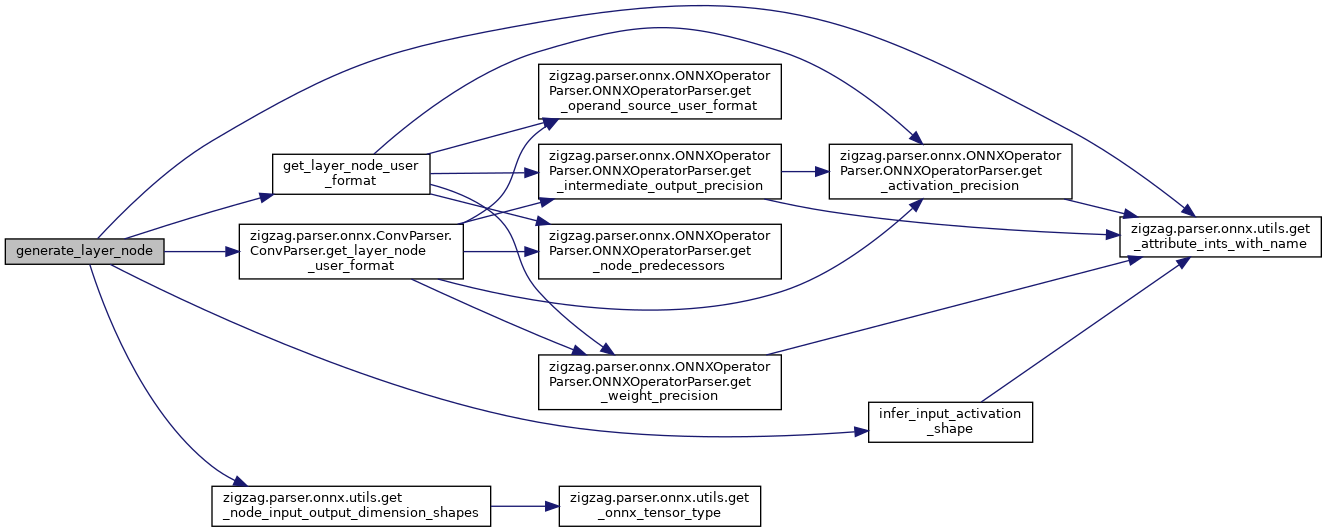 generate_layer_node
get_layer_node_user
_format
zigzag.parser.onnx.ConvParser.
ConvParser.get_layer_node
_user_format
zigzag.parser.onnx.utils.get
_node_input_output_dimension_shapes
zigzag.parser.onnx.ONNXOperator
Parser.ONNXOperatorParser.get
_operand_source_user_format
zigzag.parser.onnx.ONNXOperator
Parser.ONNXOperatorParser.get
_intermediate_output_precision
zigzag.parser.onnx.ONNXOperator
Parser.ONNXOperatorParser.get
_node_predecessors
zigzag.parser.onnx.ONNXOperator
Parser.ONNXOperatorParser.get
_weight_precision
zigzag.parser.onnx.utils.get
_onnx_tensor_type
zigzag.parser.onnx.ONNXOperator
Parser.ONNXOperatorParser.get
_activation_precision
infer_input_activation
_shape
zigzag.parser.onnx.utils.get
_attribute_ints_with_name